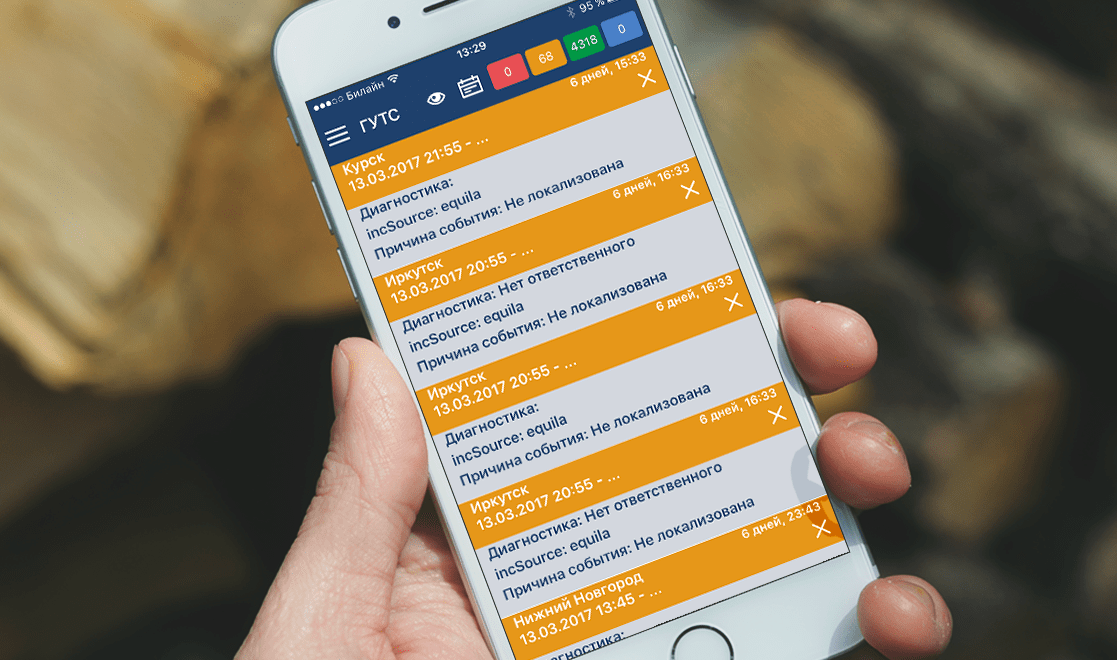 Билайн 13:29 95 %
ГУТС 0 68 4318 0
Курск 6 дней, 15:33
13.03.2017 21:55 - ...
Диагностика:
incSource: equila
Причина события: Не локализована
Иркутск 6 дней, 16:33
13.03.2017 20:55 - ...
Диагностика: Нет ответственного
incSource: equila
Причина события: Не локализована
Иркутск 6 дней, 16:33
13.03.2017 20:55 - ...
Диагностика:
incSource: equila
Причина события: Не локализована
Иркутск 6 дней, 16:33
13.03.2017 20:55 - ...
Диагностика: Нет ответственного
incSource: equila
Причина события: Не локализована
Нижний Новгород 6 дней, 23:43
13.03.2017 13:45 - ...
Диагностика: